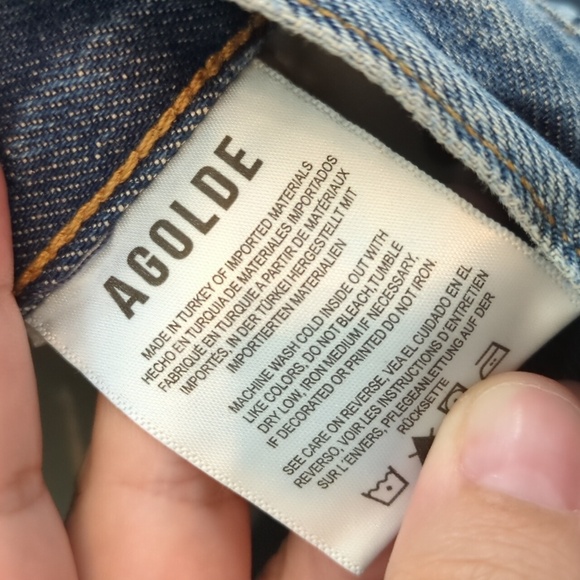 AGOLDE
MADE IN TURKEY OF IMPORTED MATERIALS
HECHO EN TURQUIA DE MATERIALES IMPORTADOS
FABRIQUÉ EN TURQUIE A PARTIR DE MATÉRIAUX
IMPORTÉS, IN DER TURKEI HERGESTELLT MIT
IMPORTIERTEN MATERIALIEN
MACHINE WASH COLD INSIDE OUT WITH
LIKE COLORS, DO NOT BLEACH TUMBLE
DRY LOW, IRON MEDIUM IF NECESSARY.
IF DECORATED OR PRINTED DO NOT IRON.
SEE CARE ON REVERSE, VEA EL CUIDADO EN EL
REVERSO, VOIR LES INSTRUCTIONS D'ENTRETIEN
SUR L'ENVERS, PFLEGEANLEITUNG AUF DER
RÜCKSETTE